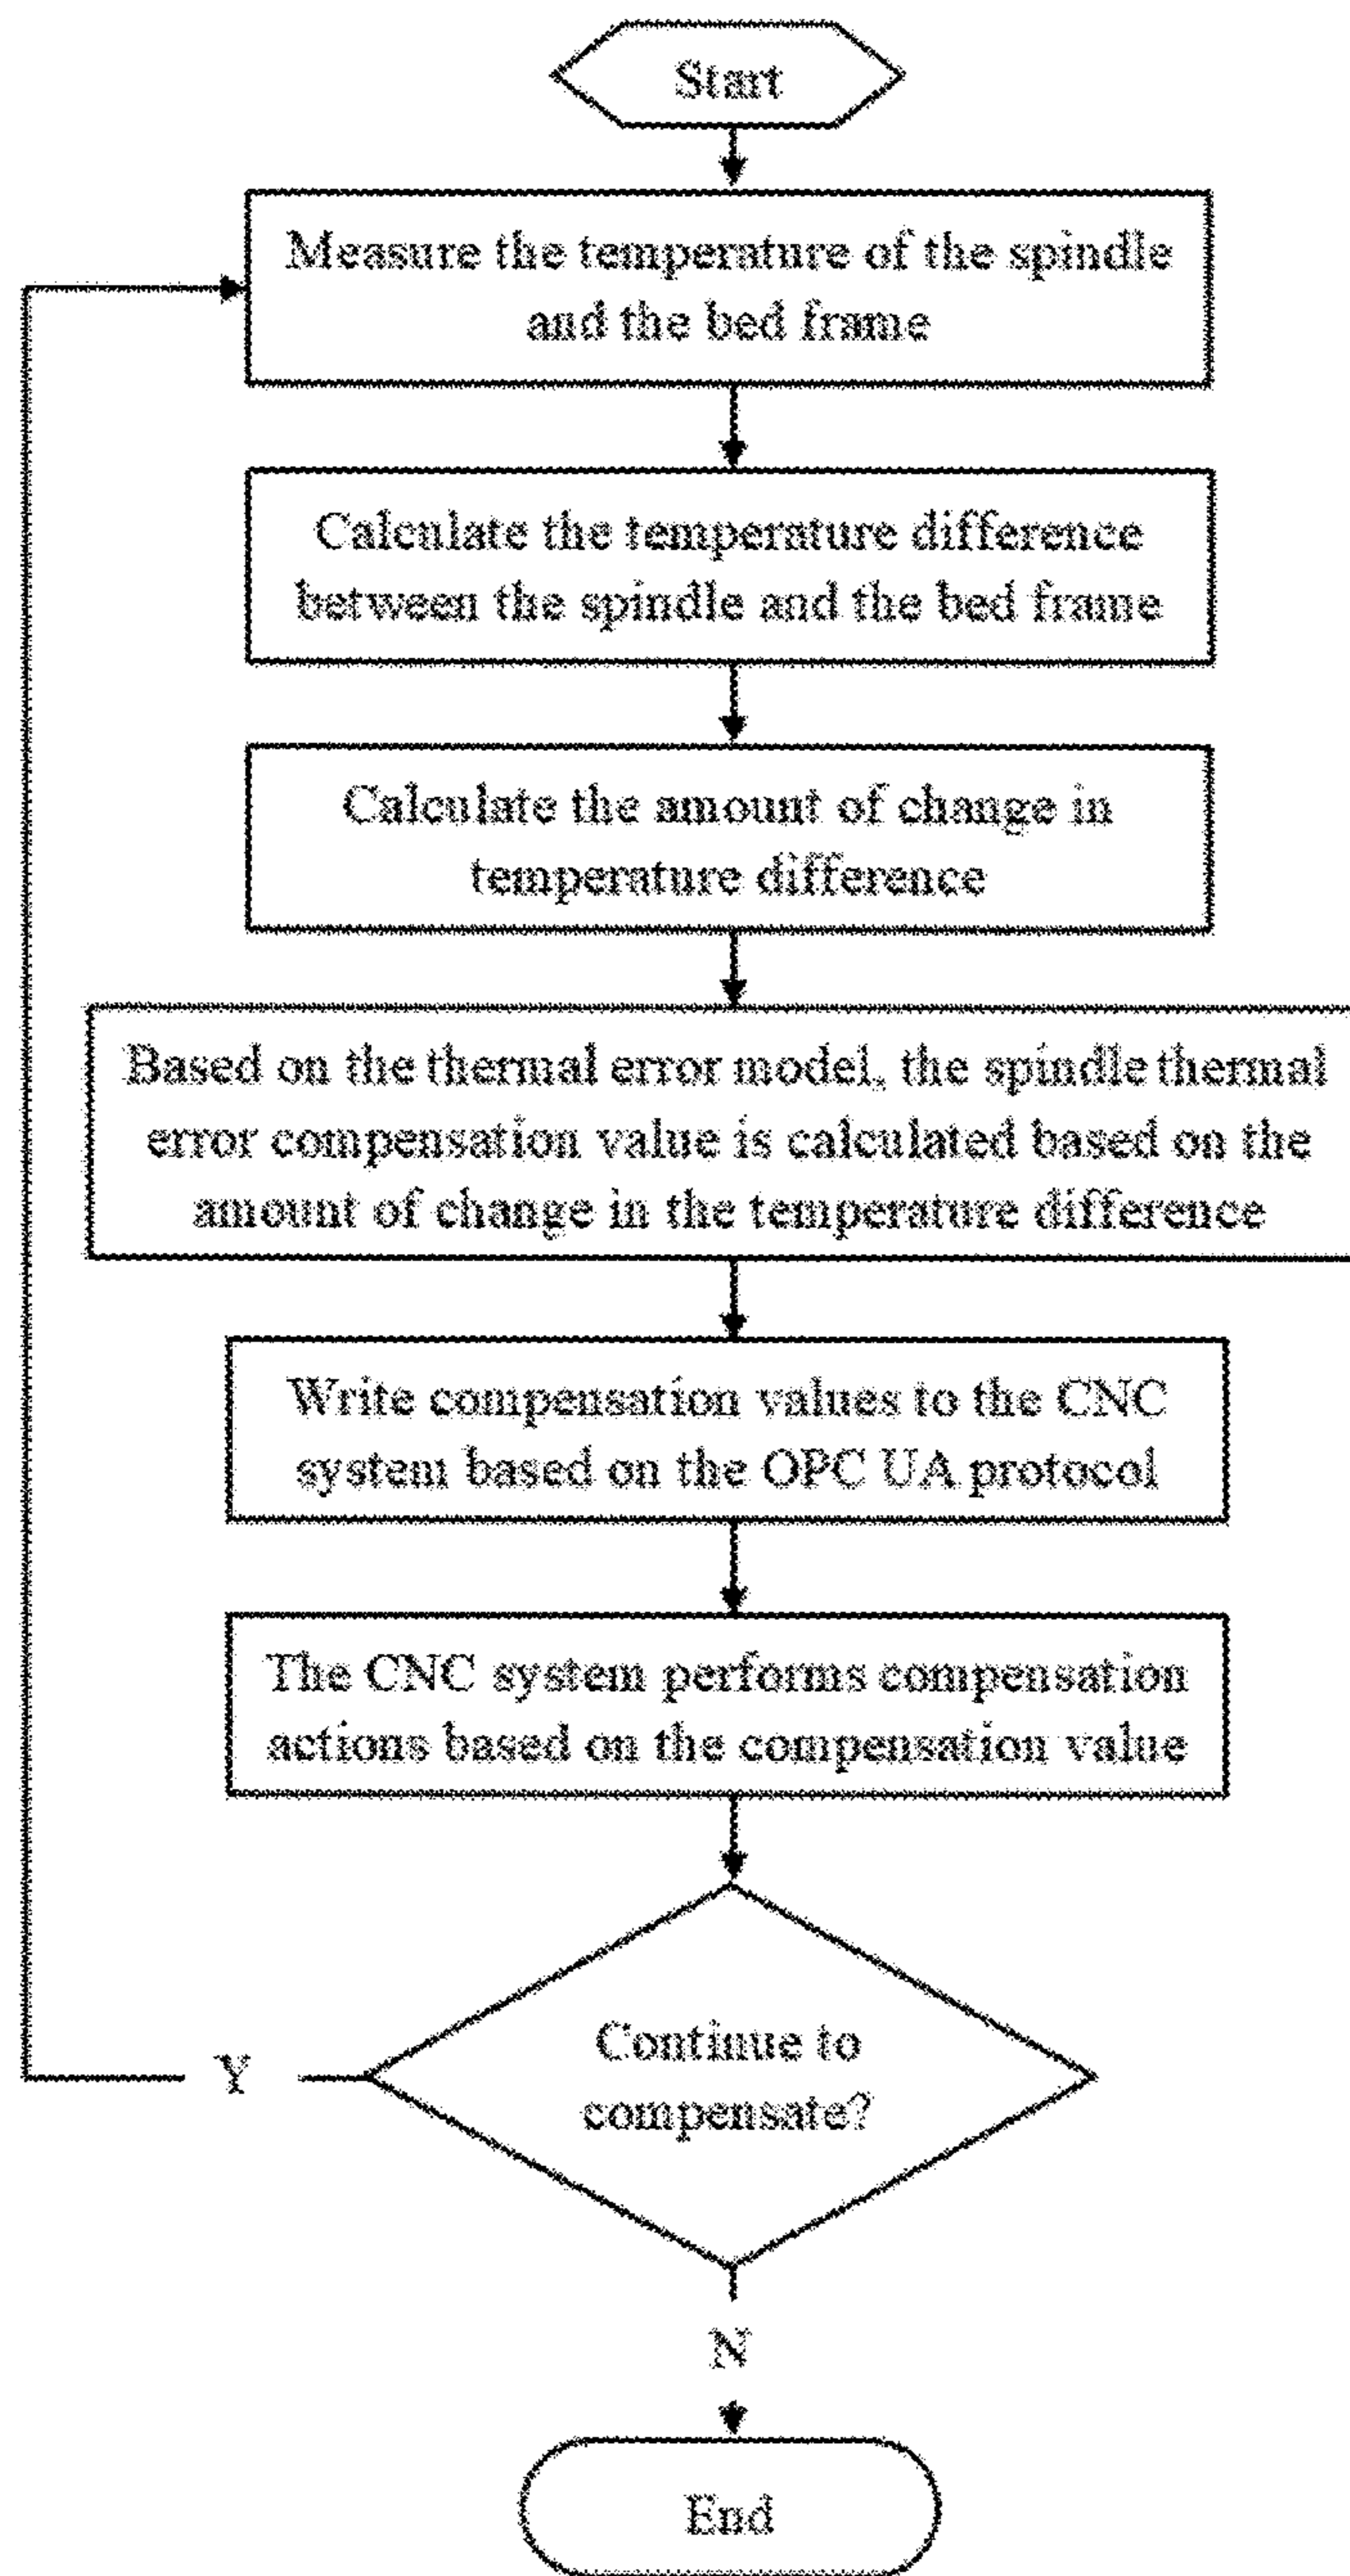 Start
Measure the temperature of the spindle
and the bed frame
Calculate the temperature difference
between the spindle and the bed frame
Calculate the amount of change in
temperature difference
Based on the thermal error model, the spindle thermal
error compensation value is calculated based on the
amount of change in the temperature difference
Write compensation values to the CNC
system based on the OPC UA protocol
The CNC system performs compensation
actions based on the compensation value
Continue to
compensate?
Y
N
End